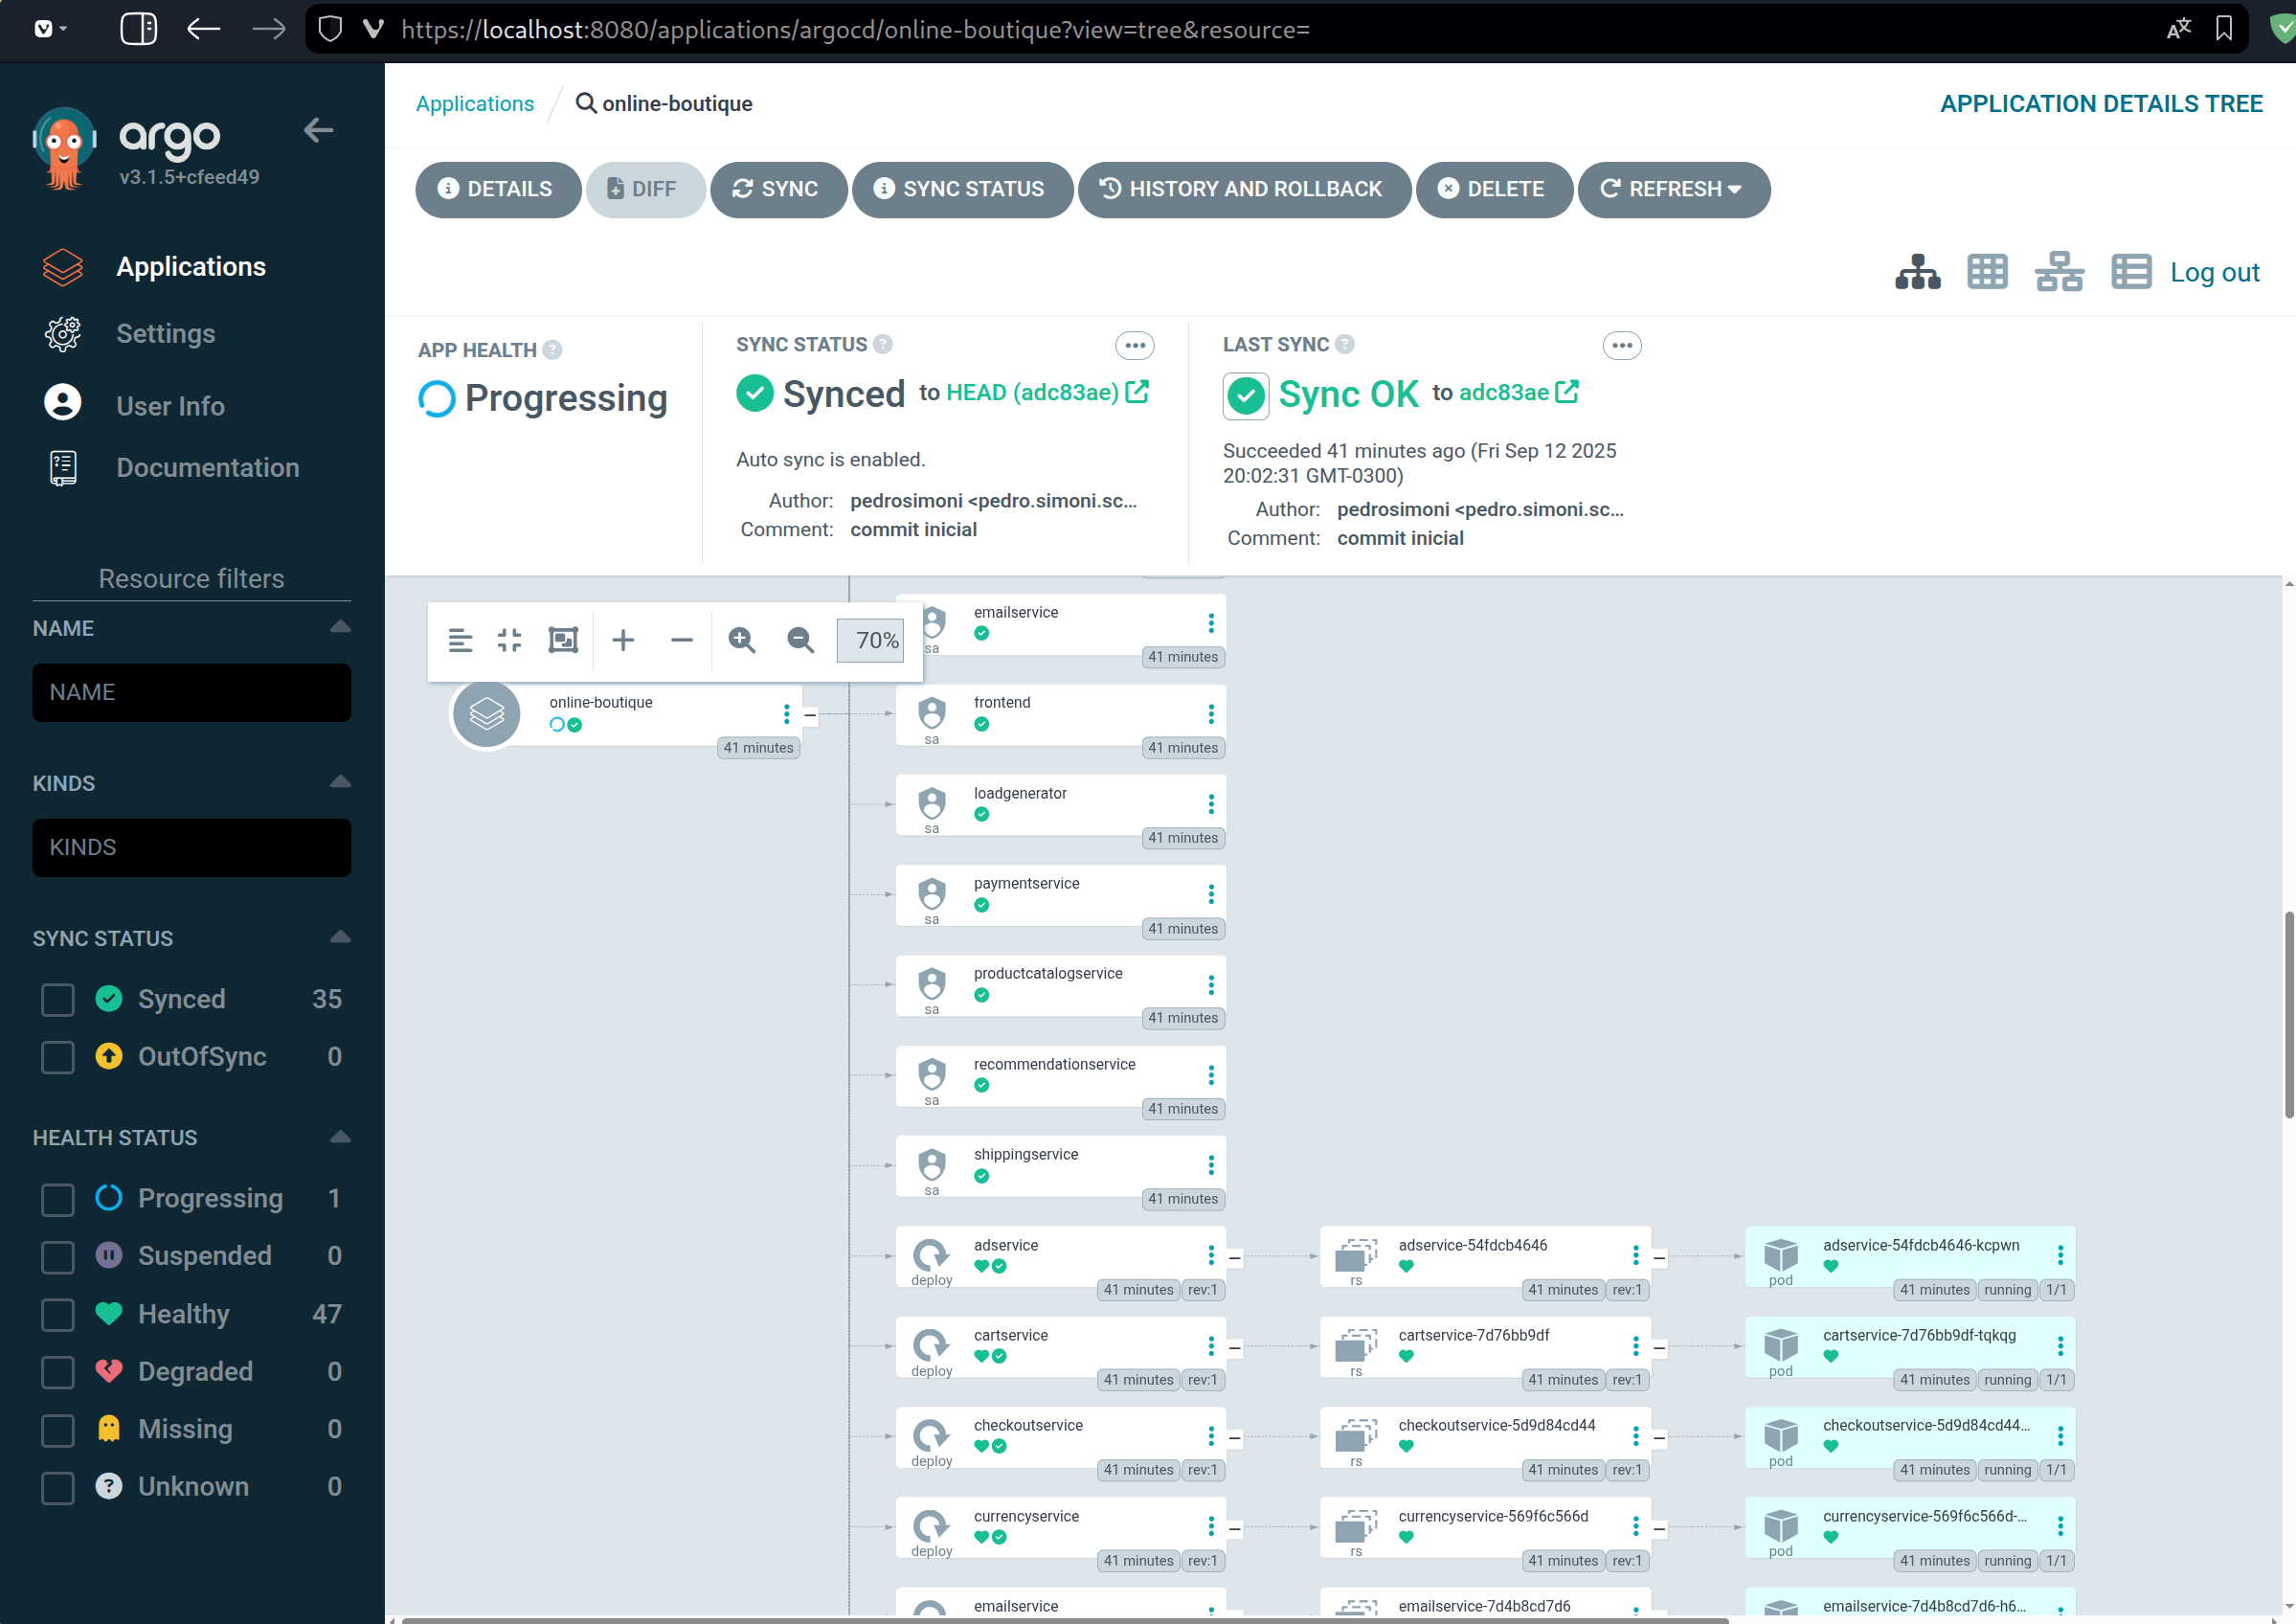 https://localhost:8080/applications/argocd/online-boutique?view=tree&resource=
argo
v3.1.5+cfeed49
Applications
Settings
User Info
Documentation
Resource filters
NAME
NAME
KINDS
KINDS
SYNC STATUS
Synced 35
OutOfSync 0
HEALTH STATUS
Progressing 1
Suspended 0
Healthy 47
Degraded 0
Missing 0
Unknown 0
Applications / online-boutique
APPLICATION DETAILS TREE
DETAILS DIFF SYNC SYNC STATUS HISTORY AND ROLLBACK DELETE REFRESH
Log out
APP HEALTH
Progressing
SYNC STATUS
Synced to HEAD (adc83ae)
Auto sync is enabled.
Author: pedrosimoni <pedro.simoni.sc...
Comment: commit inicial
LAST SYNC
Sync OK to adc83ae
Succeeded 41 minutes ago (Fri Sep 12 2025
20:02:31 GMT-0300)
Author: pedrosimoni <pedro.simoni.sc...
Comment: commit inicial
70%
online-boutique
41 minutes
emailservice
sa
41 minutes
frontend
sa
41 minutes
loadgenerator
sa
41 minutes
paymentservice
sa
41 minutes
productcatalogservice
sa
41 minutes
recommendationservice
sa
41 minutes
shippingservice
sa
41 minutes
adservice
deploy
41 minutes rev:1
adservice-54fdcb4646
rs
41 minutes rev:1
adservice-54fdcb4646-kcpwn
pod
41 minutes running 1/1
cartservice
deploy
41 minutes rev:1
cartservice-7d76bb9df
rs
41 minutes rev:1
cartservice-7d76bb9df-tqkqg
pod
41 minutes running 1/1
checkoutservice
deploy
41 minutes rev:1
checkoutservice-5d9d84cd44
rs
41 minutes rev:1
checkoutservice-5d9d84cd44...
pod
41 minutes running 1/1
currencyservice
deploy
41 minutes rev:1
currencyservice-569f6c566d
rs
41 minutes rev:1
currencyservice-569f6c566d-...
pod
41 minutes running 1/1
emailservice
emailservice-7d4b8cd7d6
emailservice-7d4b8cd7d6-h6...